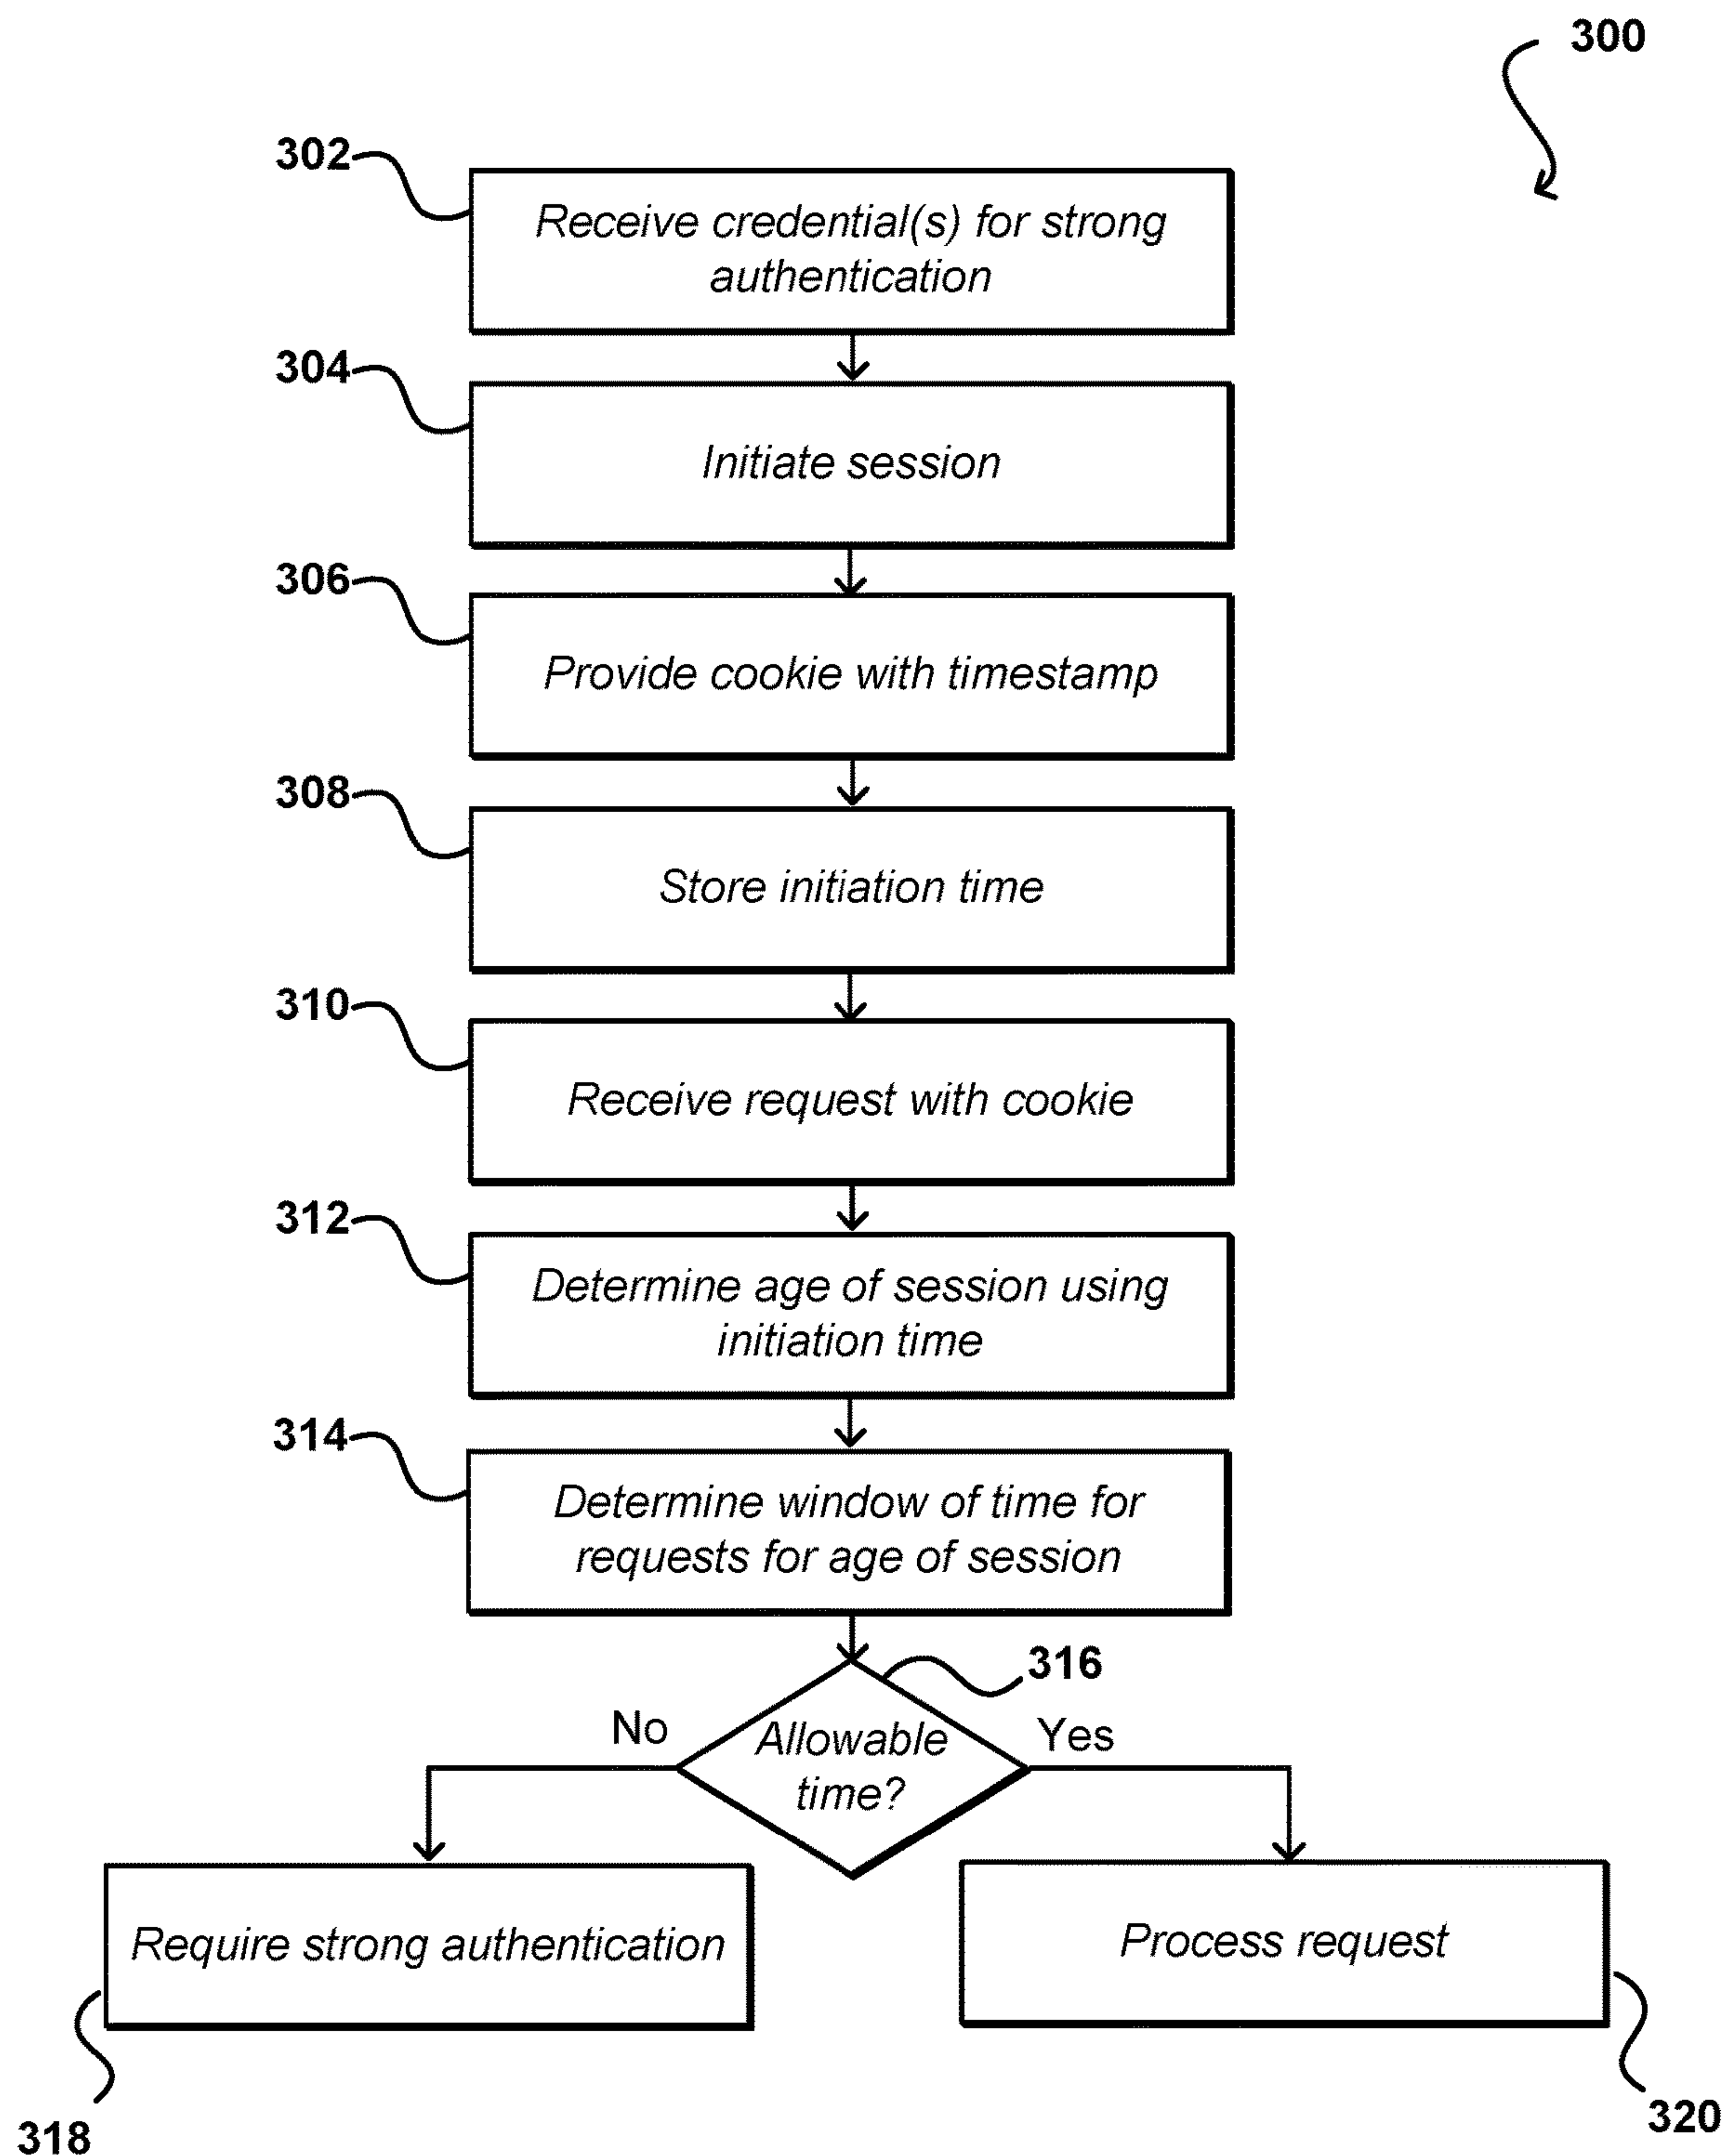 300
302
Receive credential(s) for strong
authentication
304
Initiate session
306
Provide cookie with timestamp
308
Store initiation time
310
Receive request with cookie
312
Determine age of session using
initiation time
314
Determine window of time for
requests for age of session
316
No
Allowable
time?
Yes
Require strong authentication
Process request
318
320